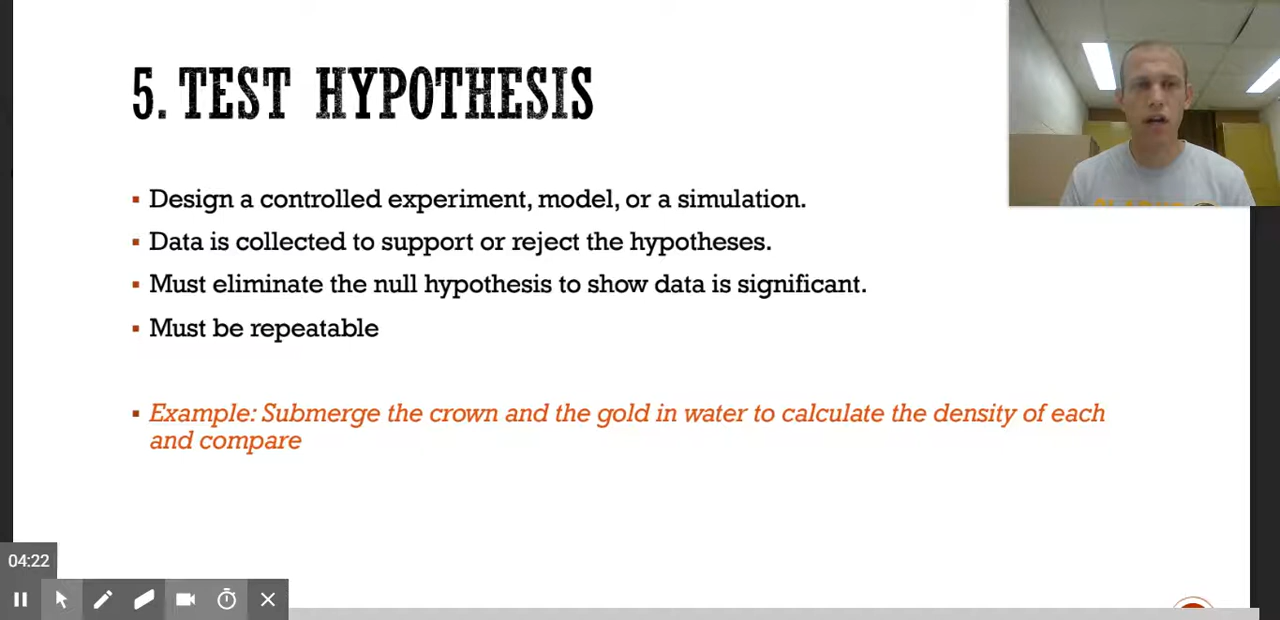 5. TEST HYPOTHESIS
▪ Design a controlled experiment, model, or a simulation.
▪ Data is collected to support or reject the hypotheses.
▪ Must eliminate the null hypothesis to show data is significant.
▪ Must be repeatable
▪ Example: Submerge the crown and the gold in water to calculate the density of each
and compare
04:22